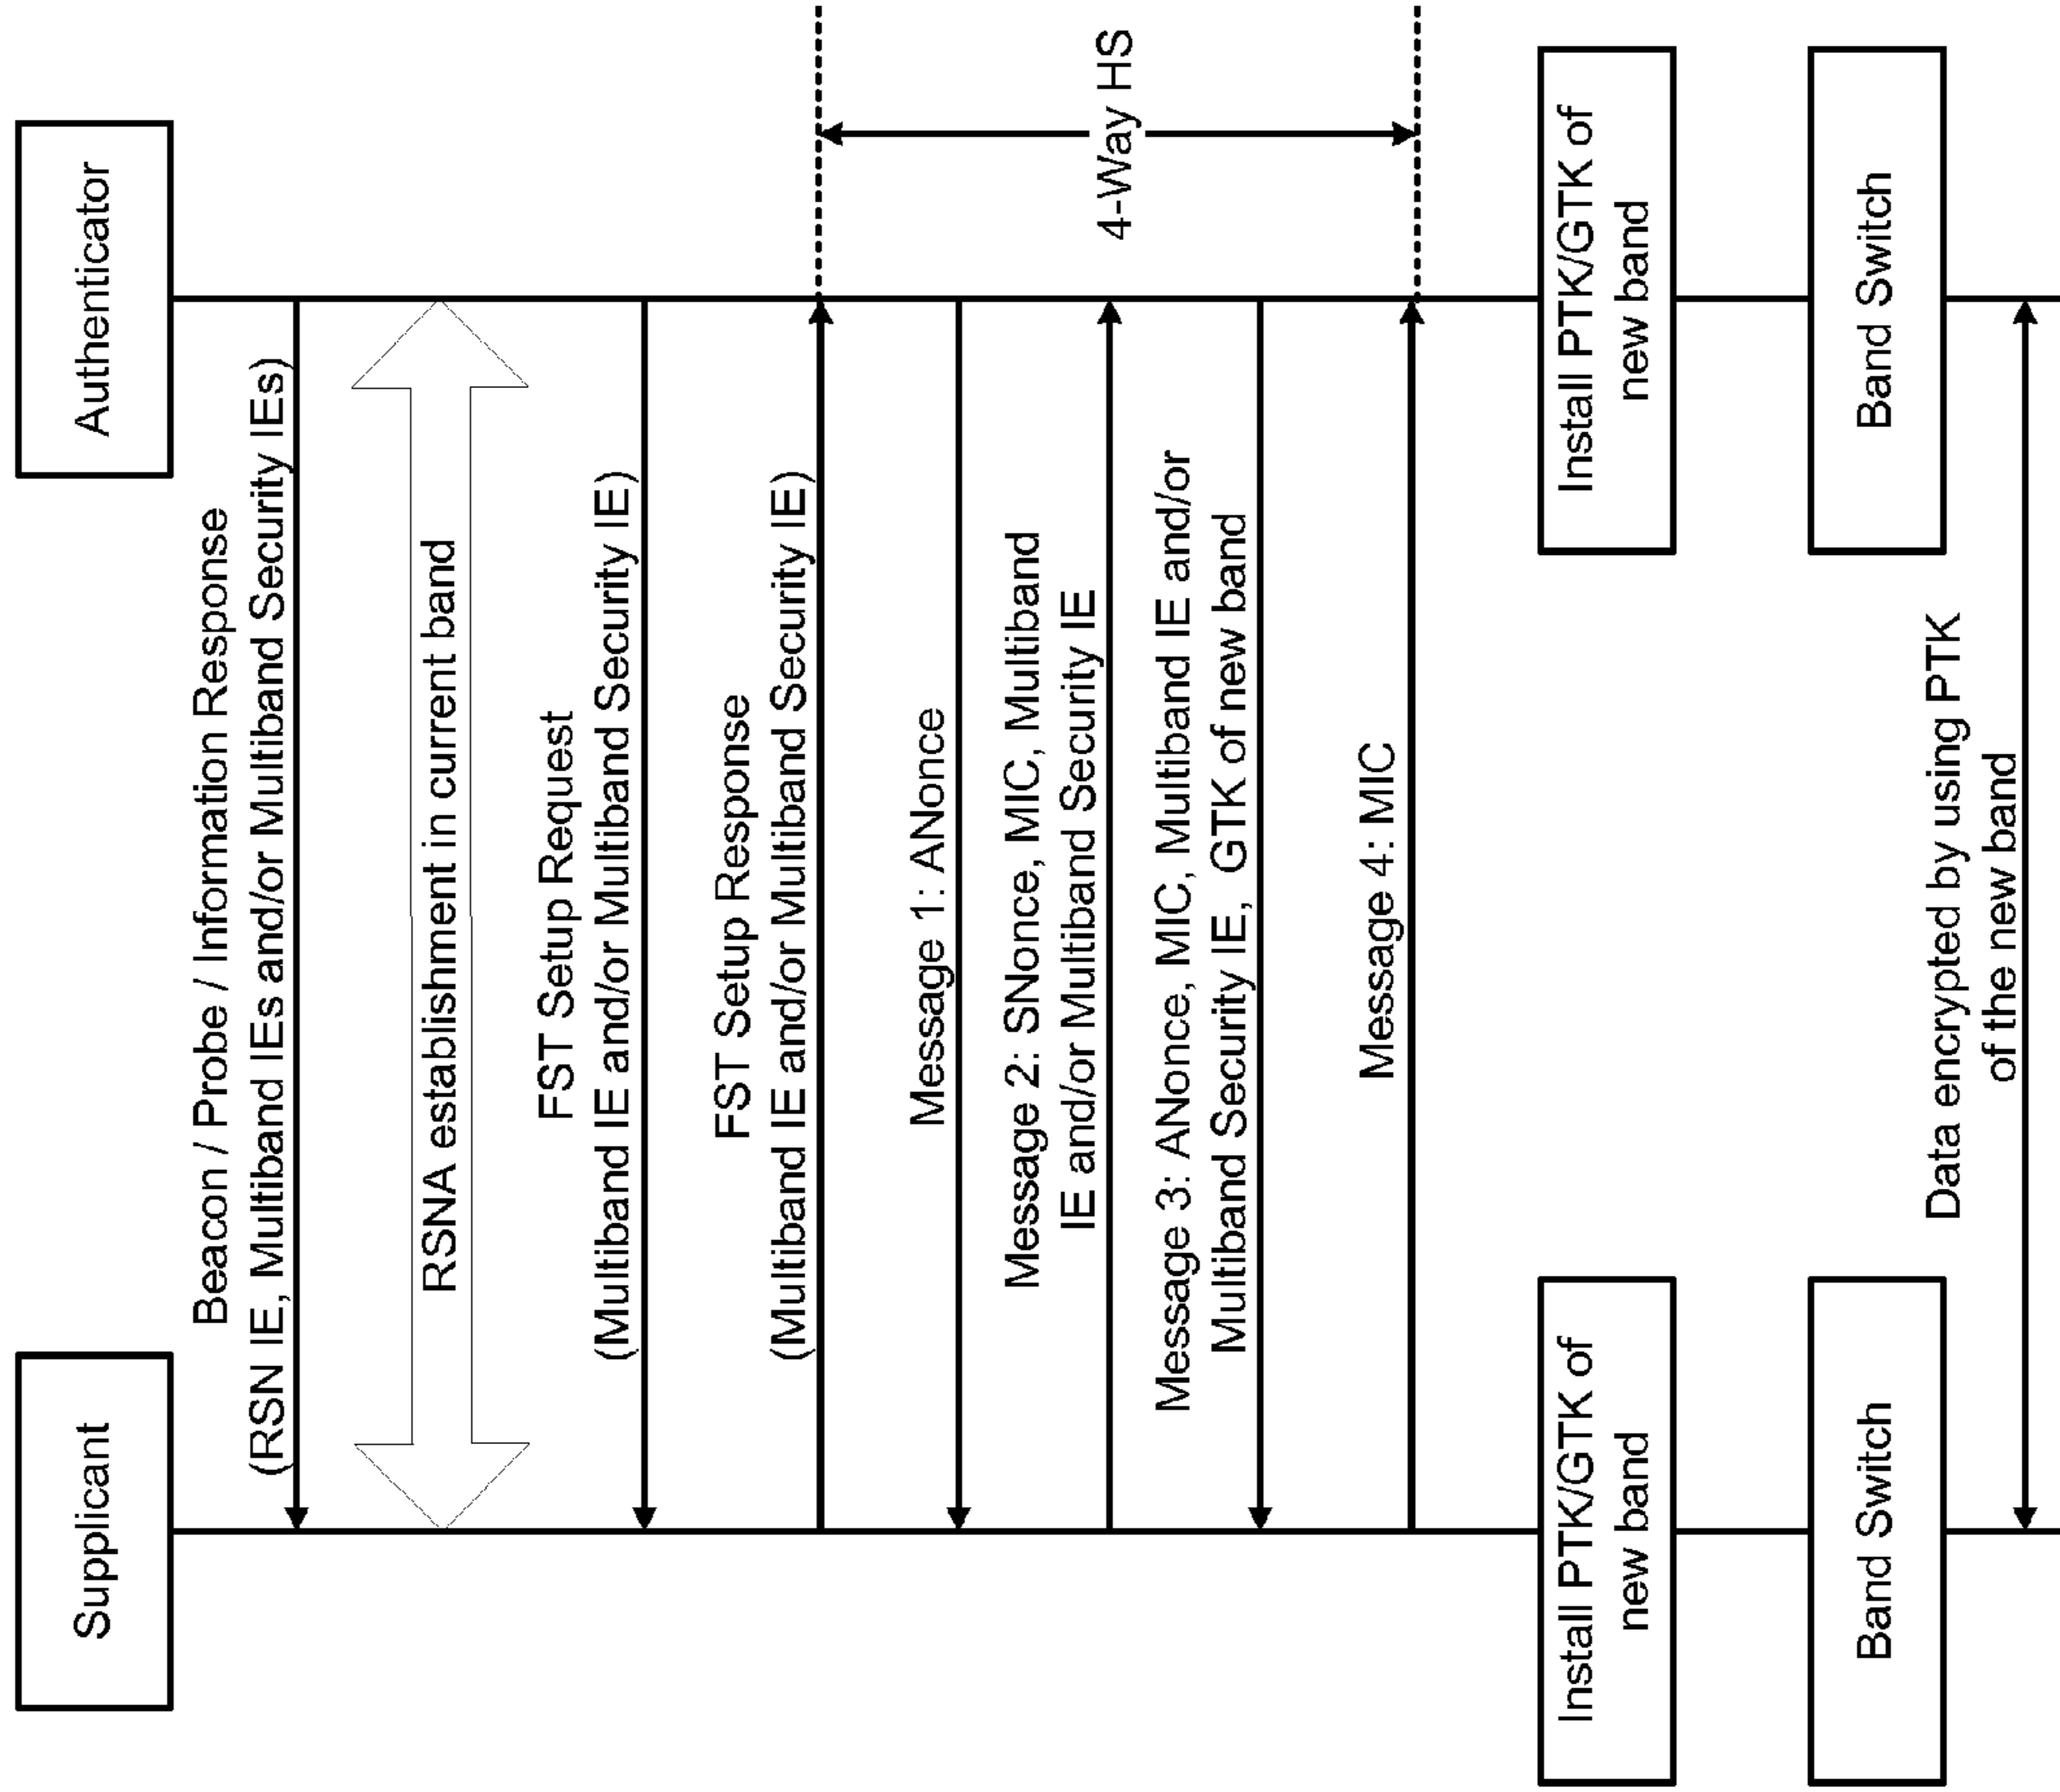 Supplicant
Authenticator
Beacon / Probe / Information Response
(RSN IE, Multiband IEs and/or Multiband Security IEs)
RSNA establishment in current band
FST Setup Request
(Multiband IE and/or Multiband Security IE)
FST Setup Response
(Multiband IE and/or Multiband Security IE)
Message 1: ANonce
Message 2: SNonce, MIC, Multiband
IE and/or Multiband Security IE
Message 3: ANonce, MIC, Multiband IE and/or
Multiband Security IE, GTK of new band
Message 4: MIC
4-Way HS
Install PTK/GTK of
new band
Install PTK/GTK of
new band
Band Switch
Band Switch
Data encrypted by using PTK
of the new band